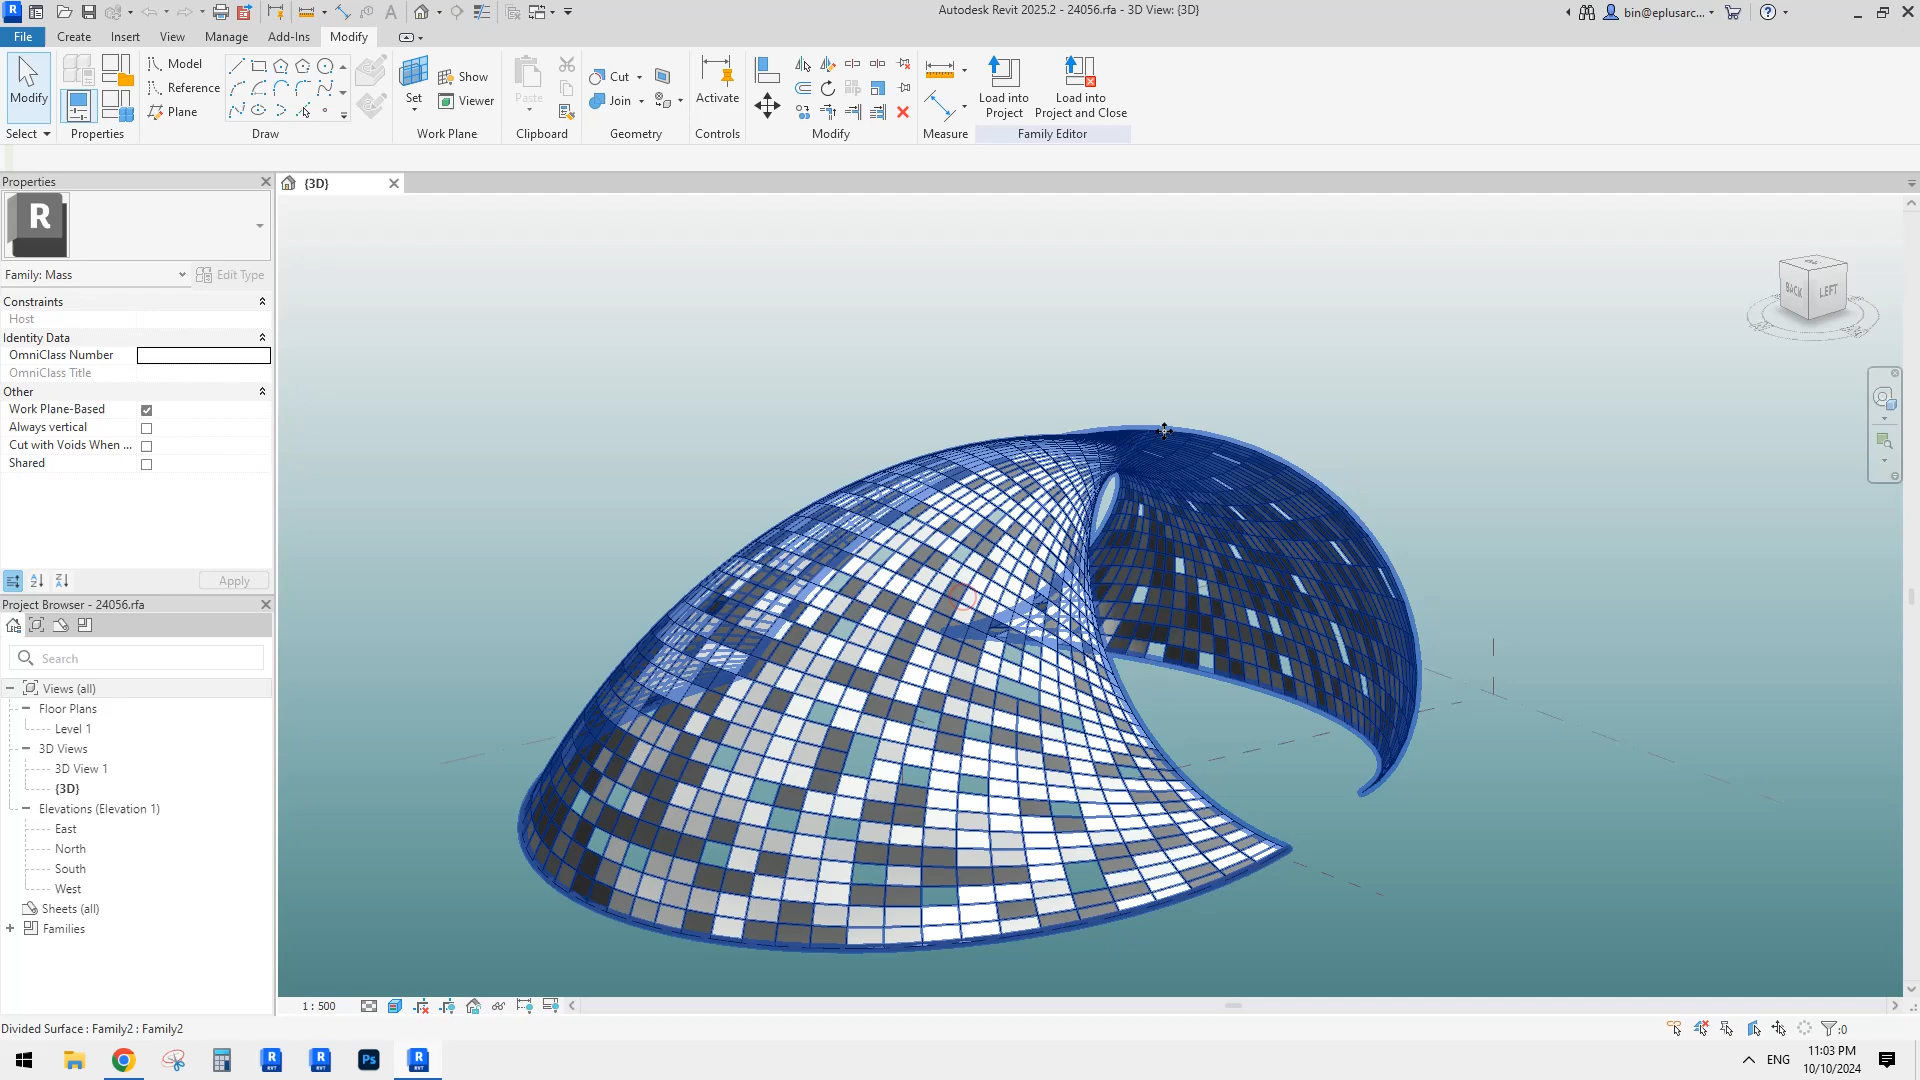 Autodesk Revit 2025.2 - 24056.rfa - 3D View: {3D}
bin@eplusarc...
File
Create
Insert
View
Manage
Add-Ins
Modify
Modify
Select
Properties
Model
Reference
Plane
Draw
Set
Show
Viewer
Work Plane
Paste
Clipboard
Cut
Join
Geometry
Activate
Controls
Modify
Measure
Load into
Project
Load into
Project and Close
Family Editor
Properties
{3D}
R
Family: Mass
Edit Type
Constraints
Host
Identity Data
OmniClass Number
OmniClass Title
Other
Work Plane-Based
Always vertical
Cut with Voids When ...
Shared
Apply
Project Browser - 24056.rfa
Search
Views (all)
Floor Plans
Level 1
3D Views
3D View 1
{3D}
Elevations (Elevation 1)
East
North
South
West
Sheets (all)
Families
BACK
LEFT
1 : 500
Divided Surface : Family2 : Family2
:0
Ps
ENG
11:03 PM
10/10/2024